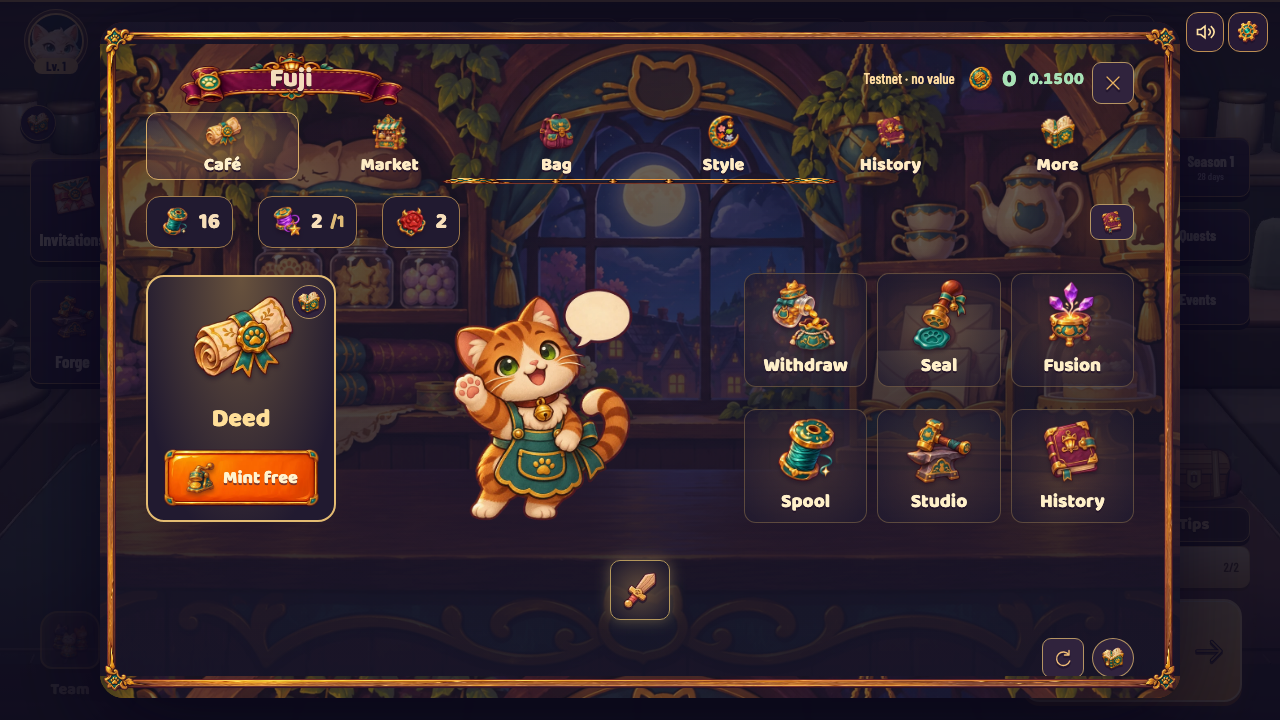 Lv. 1
Fuji
Testnet · no value
0
0.1500
Café
Market
Bag
Style
History
More
16
2 /1
2
Season 1
29 days
Invitation
Quests
Events
Forge
Deed
Mint free
Withdraw
Seal
Fusion
Spool
Studio
History
Tips
2/2
Team